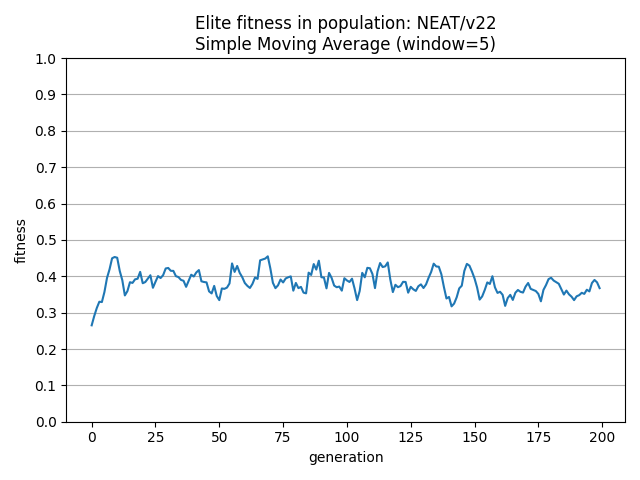 Elite fitness in population: NEAT/v22
Simple Moving Average (window=5)
1.0
0.9
0.8
0.7
0.6
0.5
0.4
0.3
0.2
0.1
0.0
fitness
0 25 50 75 100 125 150 175 200
generation